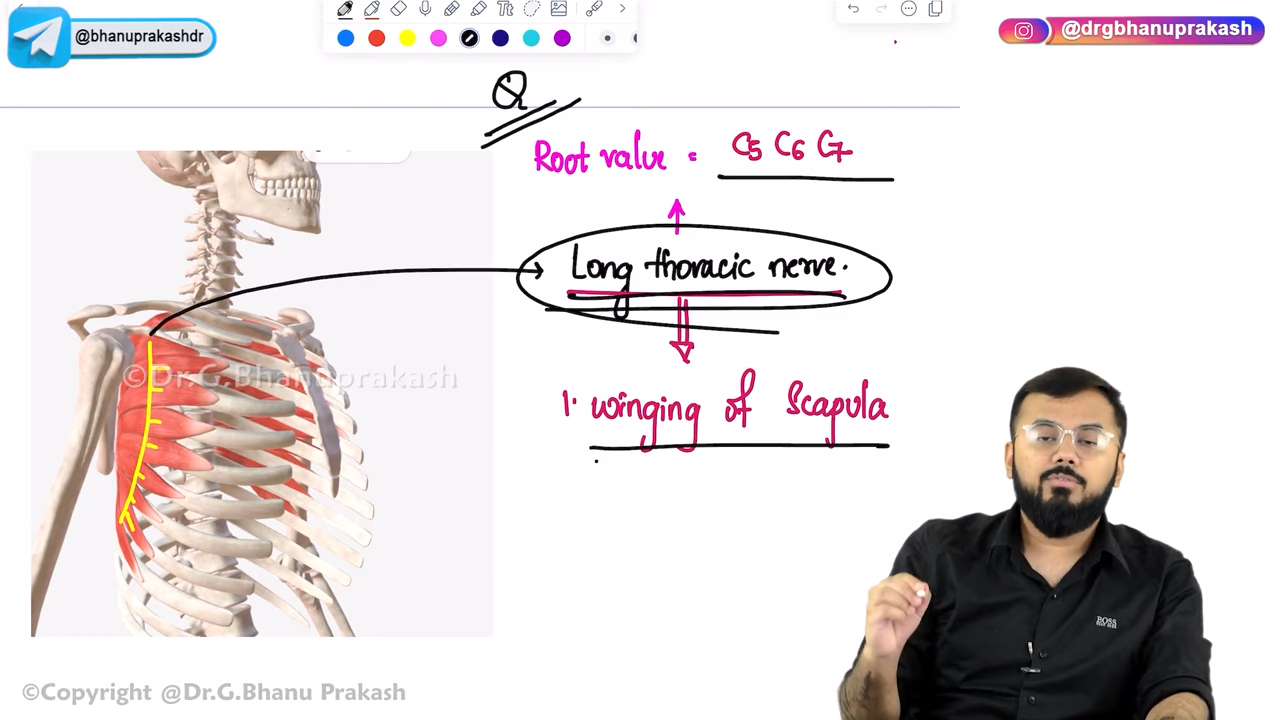 @bhanuprakashdr
Tt
@drgbhanuprakash
Q
Root value = C5 C6 C7
Long thoracic nerve.
©Dr.G.Bhanuprakash
1. winging of Scapula
BOSS
©Copyright @Dr.G.Bhanu Prakash